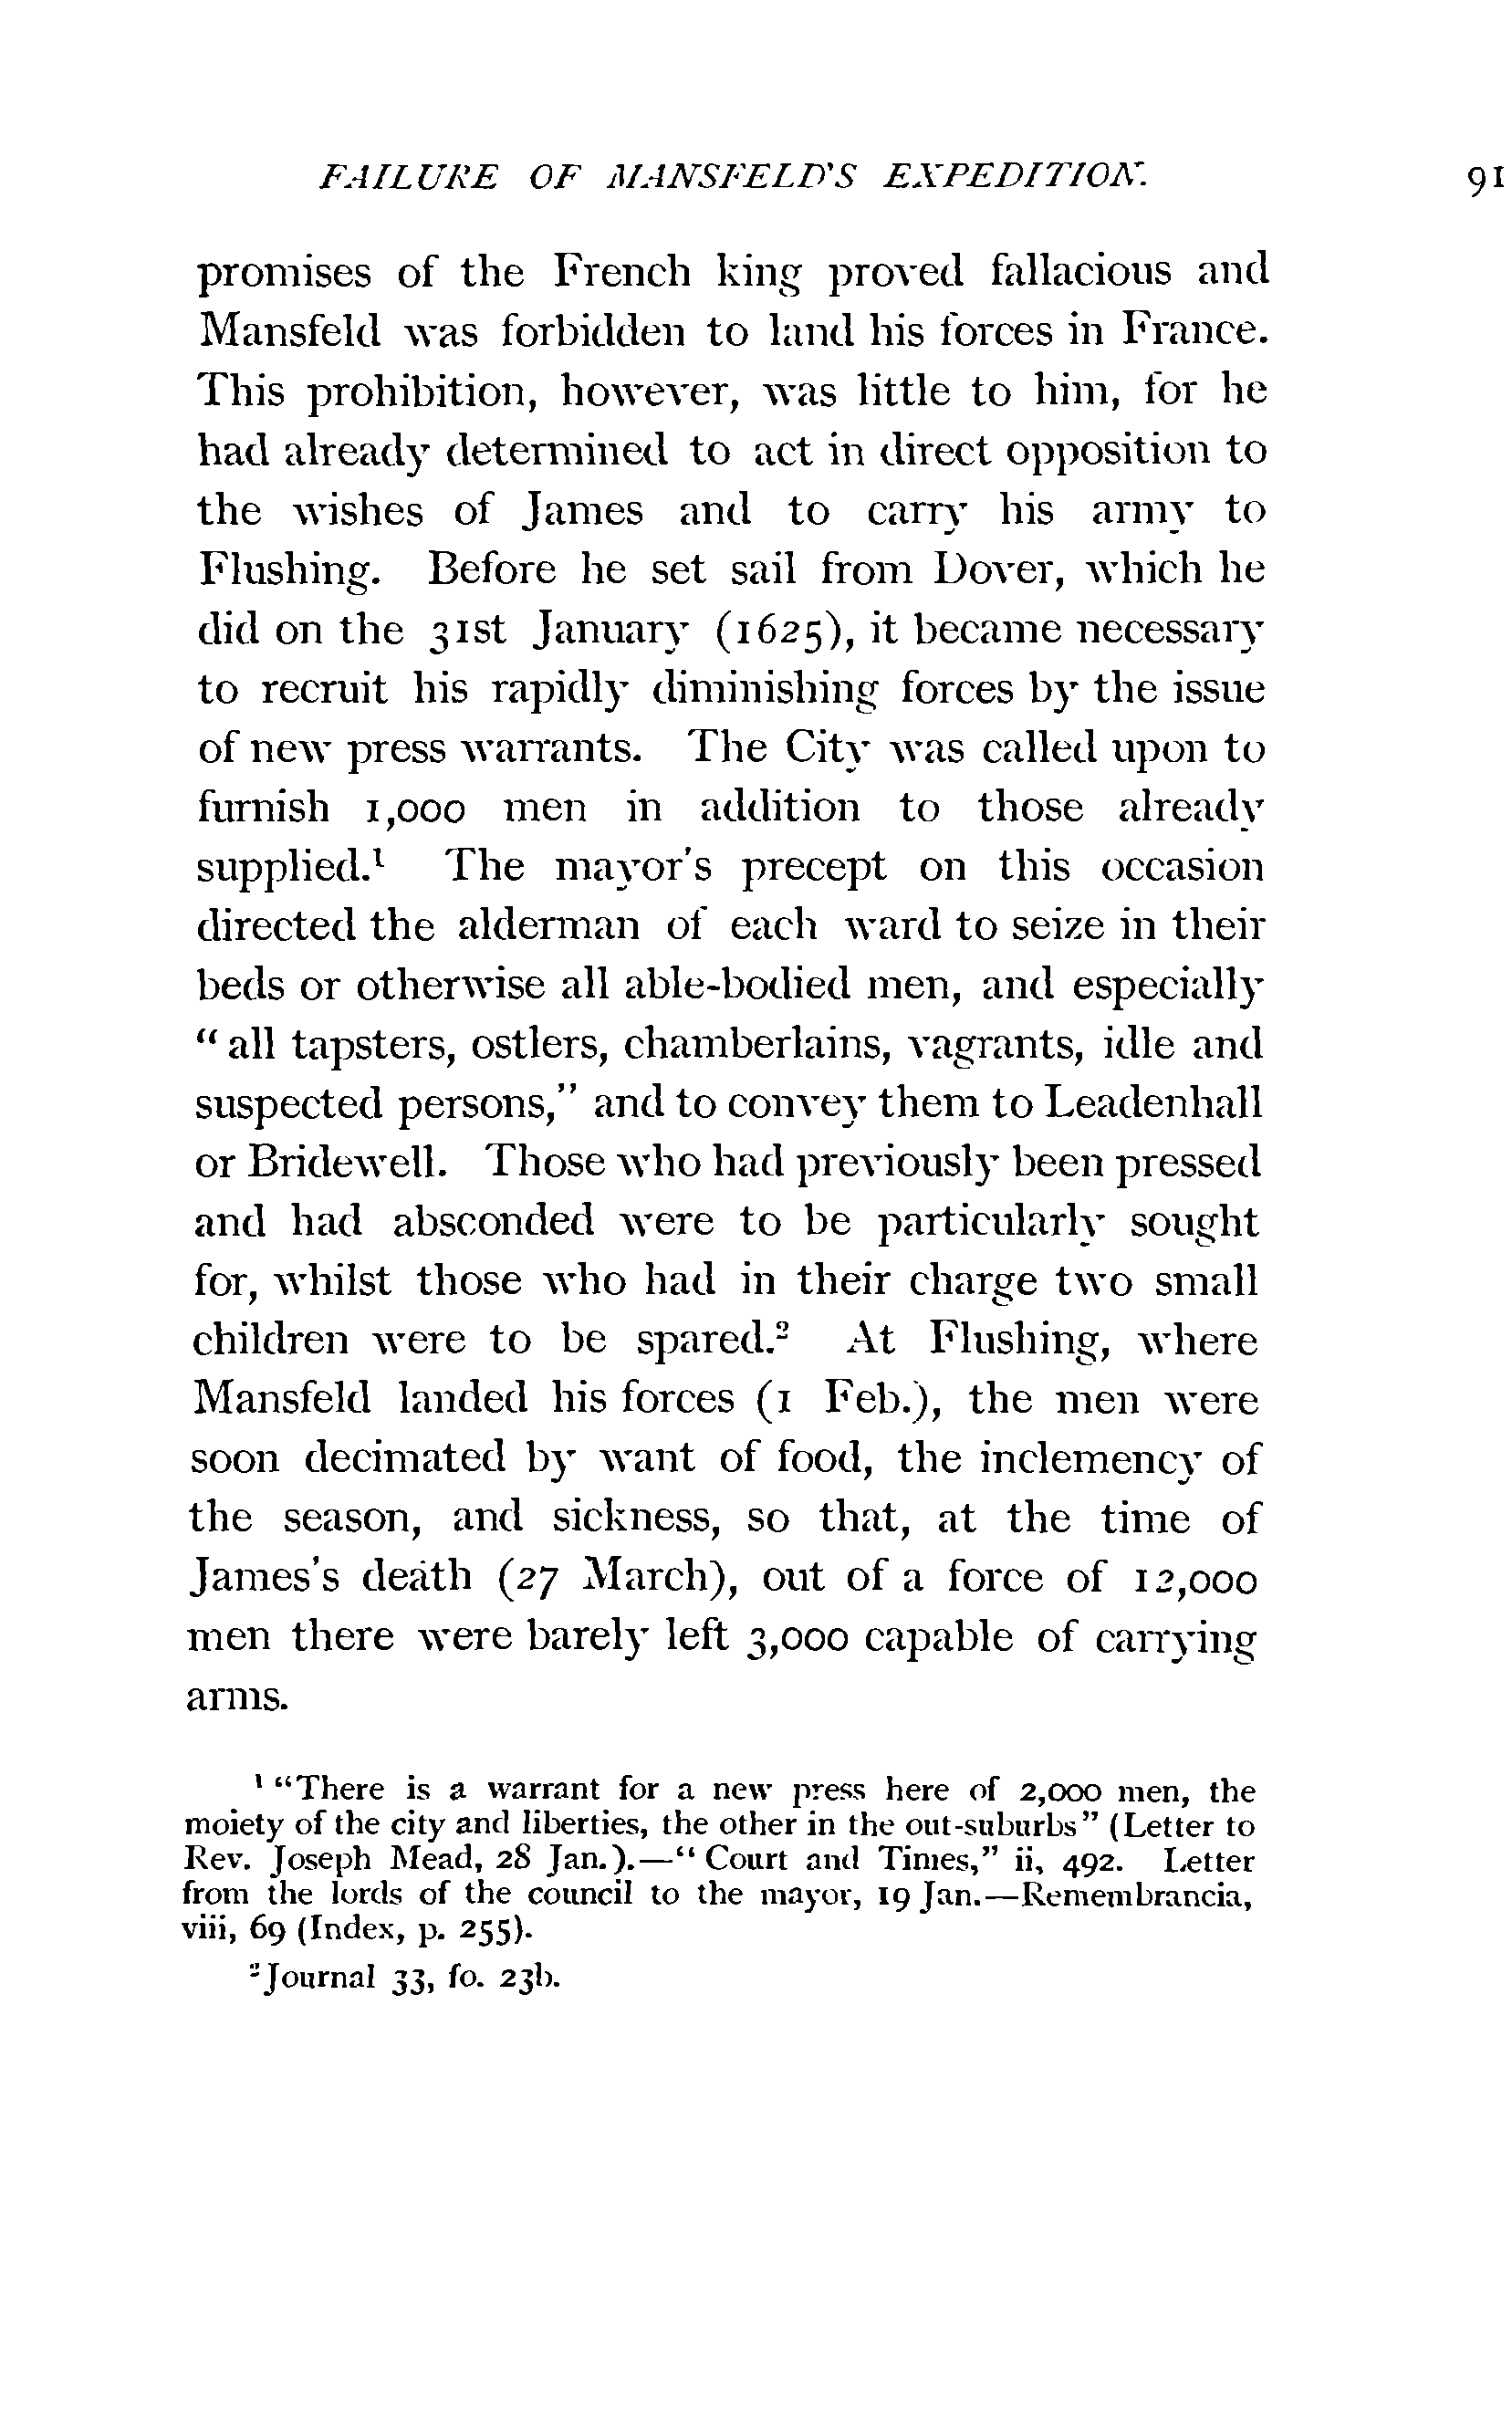 FAILURE OF MANSFELD'S EXPEDITION. 91
promises of the French king proved fallacious and
Mansfeld was forbidden to land his forces in France.
This prohibition, however, was little to him, for he
had already determined to act in direct opposition to
the wishes of James and to carry his army to
Flushing. Before he set sail from Dover, which he
did on the 31st January (1625), it became necessary
to recruit his rapidly diminishing forces by the issue
of new press warrants. The City was called upon to
furnish 1,000 men in addition to those already
supplied.¹ The mayor's precept on this occasion
directed the alderman of each ward to seize in their
beds or otherwise all able-bodied men, and especially
“all tapsters, ostlers, chamberlains, vagrants, idle and
suspected persons,” and to convey them to Leadenhall
or Bridewell. Those who had previously been pressed
and had absconded were to be particularly sought
for, whilst those who had in their charge two small
children were to be spared.² At Flushing, where
Mansfeld landed his forces (1 Feb.), the men were
soon decimated by want of food, the inclemency of
the season, and sickness, so that, at the time of
James's death (27 March), out of a force of 12,000
men there were barely left 3,000 capable of carrying
arms.
¹ “There is a warrant for a new press here of 2,000 men, the
moiety of the city and liberties, the other in the out-suburbs” (Letter to
Rev. Joseph Mead, 28 Jan.).—“Court and Times,” ii, 492. Letter
from the lords of the council to the mayor, 19 Jan.—Remembrancia,
viii, 69 (Index, p. 255).
² Journal 33, fo. 23b.